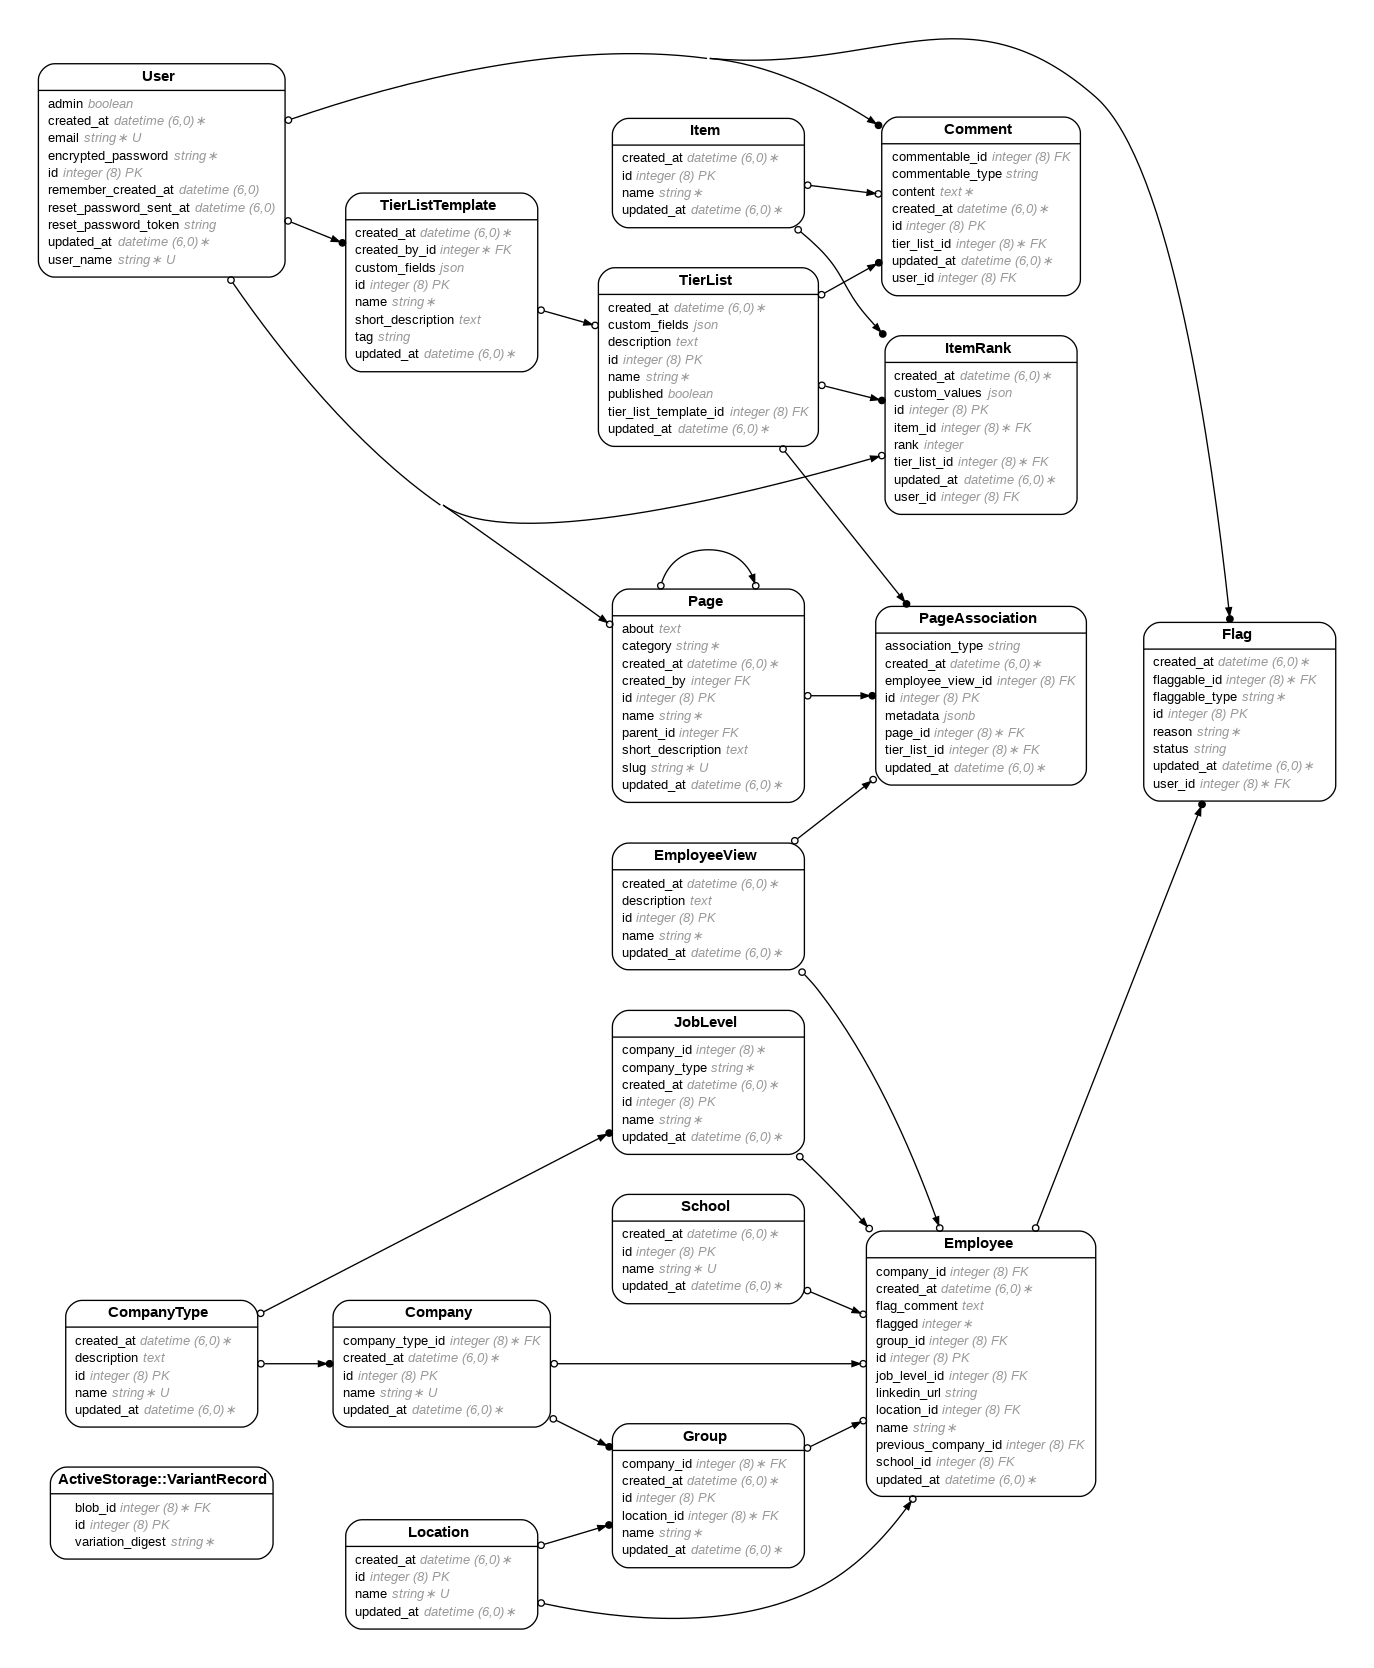 User
admin boolean
created_at datetime (6,0)∗
email string∗ U
encrypted_password string∗
id integer (8) PK
remember_created_at datetime (6,0)
reset_password_sent_at datetime (6,0)
reset_password_token string
updated_at datetime (6,0)∗
user_name string∗ U
TierListTemplate
created_at datetime (6,0)∗
created_by_id integer∗ FK
custom_fields json
id integer (8) PK
name string∗
short_description text
tag string
updated_at datetime (6,0)∗
Item
created_at datetime (6,0)∗
id integer (8) PK
name string∗
updated_at datetime (6,0)∗
TierList
created_at datetime (6,0)∗
custom_fields json
description text
id integer (8) PK
name string∗
published boolean
tier_list_template_id integer (8) FK
updated_at datetime (6,0)∗
Comment
commentable_id integer (8) FK
commentable_type string
content text∗
created_at datetime (6,0)∗
id integer (8) PK
tier_list_id integer (8)∗ FK
updated_at datetime (6,0)∗
user_id integer (8) FK
ItemRank
created_at datetime (6,0)∗
custom_values json
id integer (8) PK
item_id integer (8)∗ FK
rank integer
tier_list_id integer (8)∗ FK
updated_at datetime (6,0)∗
user_id integer (8) FK
Page
about text
category string∗
created_at datetime (6,0)∗
created_by integer FK
id integer (8) PK
name string∗
parent_id integer FK
short_description text
slug string∗ U
updated_at datetime (6,0)∗
PageAssociation
association_type string
created_at datetime (6,0)∗
employee_view_id integer (8) FK
id integer (8) PK
metadata jsonb
page_id integer (8)∗ FK
tier_list_id integer (8)∗ FK
updated_at datetime (6,0)∗
Flag
created_at datetime (6,0)∗
flaggable_id integer (8)∗ FK
flaggable_type string∗
id integer (8) PK
reason string∗
status string
updated_at datetime (6,0)∗
user_id integer (8)∗ FK
EmployeeView
created_at datetime (6,0)∗
description text
id integer (8) PK
name string∗
updated_at datetime (6,0)∗
JobLevel
company_id integer (8)∗
company_type string∗
created_at datetime (6,0)∗
id integer (8) PK
name string∗
updated_at datetime (6,0)∗
School
created_at datetime (6,0)∗
id integer (8) PK
name string∗ U
updated_at datetime (6,0)∗
Employee
company_id integer (8) FK
created_at datetime (6,0)∗
flag_comment text
flagged integer∗
group_id integer (8) FK
id integer (8) PK
job_level_id integer (8) FK
linkedin_url string
location_id integer (8) FK
name string∗
previous_company_id integer (8) FK
school_id integer (8) FK
updated_at datetime (6,0)∗
CompanyType
created_at datetime (6,0)∗
description text
id integer (8) PK
name string∗ U
updated_at datetime (6,0)∗
Company
company_type_id integer (8)∗ FK
created_at datetime (6,0)∗
id integer (8) PK
name string∗ U
updated_at datetime (6,0)∗
Group
company_id integer (8)∗ FK
created_at datetime (6,0)∗
id integer (8) PK
location_id integer (8)∗ FK
name string∗
updated_at datetime (6,0)∗
ActiveStorage::VariantRecord
blob_id integer (8)∗ FK
id integer (8) PK
variation_digest string∗
Location
created_at datetime (6,0)∗
id integer (8) PK
name string∗ U
updated_at datetime (6,0)∗